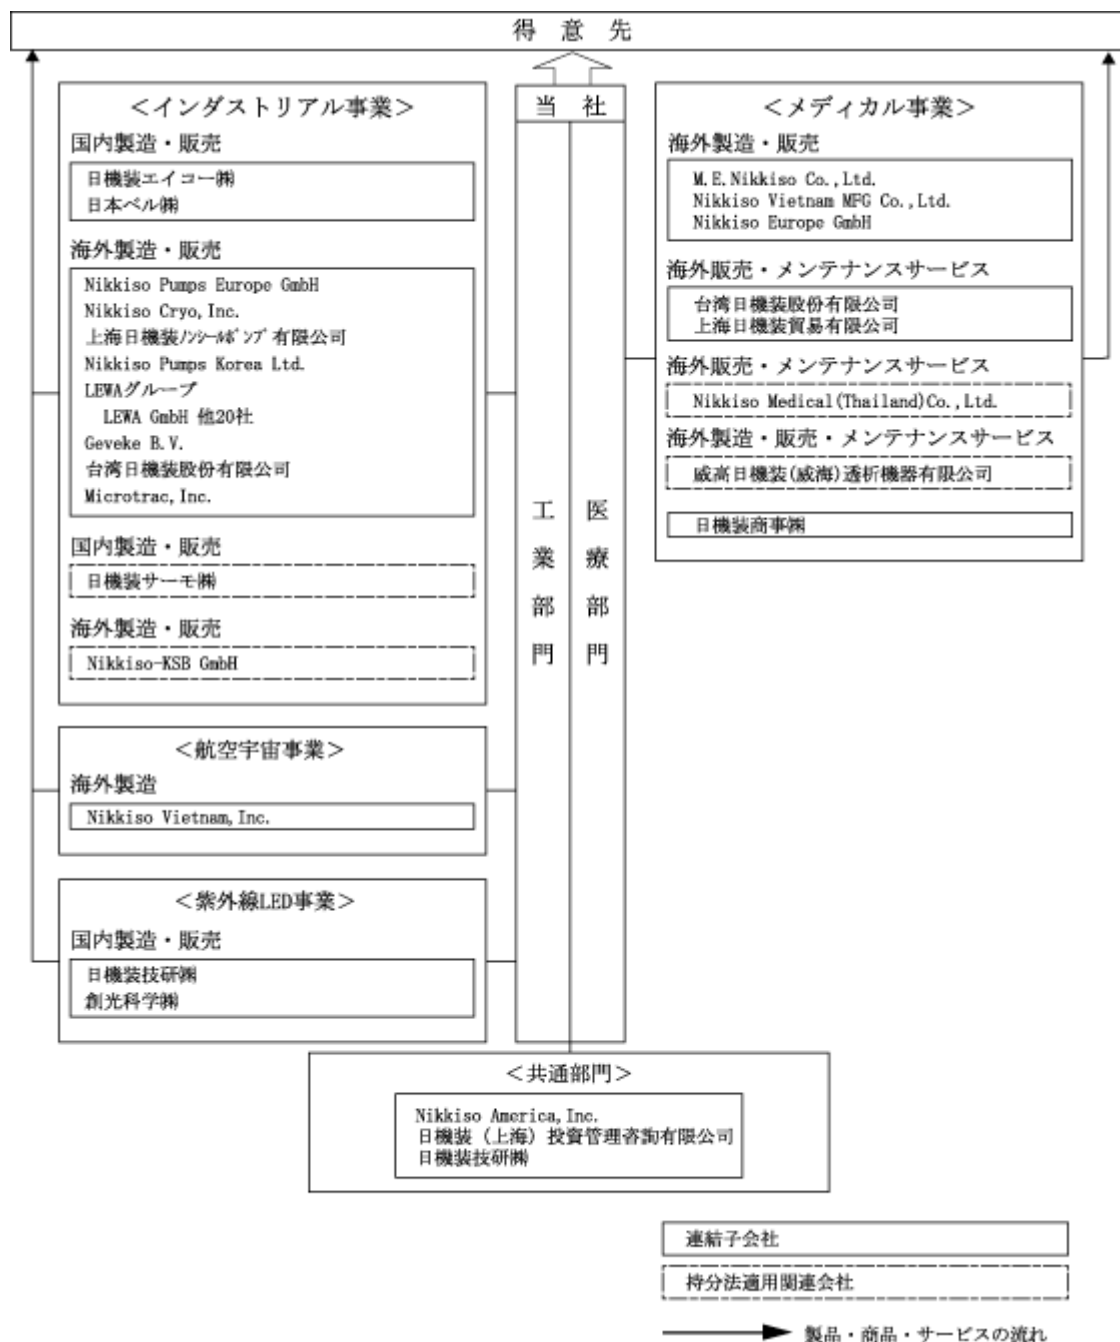 得意先
＜インダストリアル事業＞
国内製造・販売
日機装エイコー㈱
日本ベル㈱
海外製造・販売
Nikkiso Pumps Europe GmbH
Nikkiso Cryo,Inc.
上海日機装ﾉﾝｼｰﾙﾎﾟﾝﾌﾟ有限公司
Nikkiso Pumps Korea Ltd.
LEWAグループ
LEWA GmbH 他20社
Geveke B.V.
台湾日機装股份有限公司
Microtrac,Inc.
国内製造・販売
日機装サーモ㈱
海外製造・販売
Nikkiso-KSB GmbH
＜航空宇宙事業＞
海外製造
Nikkiso Vietnam,Inc.
＜紫外線LED事業＞
国内製造・販売
日機装技研㈱
創光科学㈱
当社
工業部門
医療部門
＜メディカル事業＞
海外製造・販売
M.E.Nikkiso Co.,Ltd.
Nikkiso Vietnam MFG Co.,Ltd.
Nikkiso Europe GmbH
海外販売・メンテナンスサービス
台湾日機装股份有限公司
上海日機装貿易有限公司
海外販売・メンテナンスサービス
Nikkiso Medical(Thailand)Co.,Ltd.
海外製造・販売・メンテナンスサービス
威高日機装(威海)透析機器有限公司
日機装商事㈱
＜共通部門＞
Nikkiso America,Inc.
日機装（上海）投資管理咨詢有限公司
日機装技研㈱
連結子会社
持分法適用関連会社
製品・商品・サービスの流れ